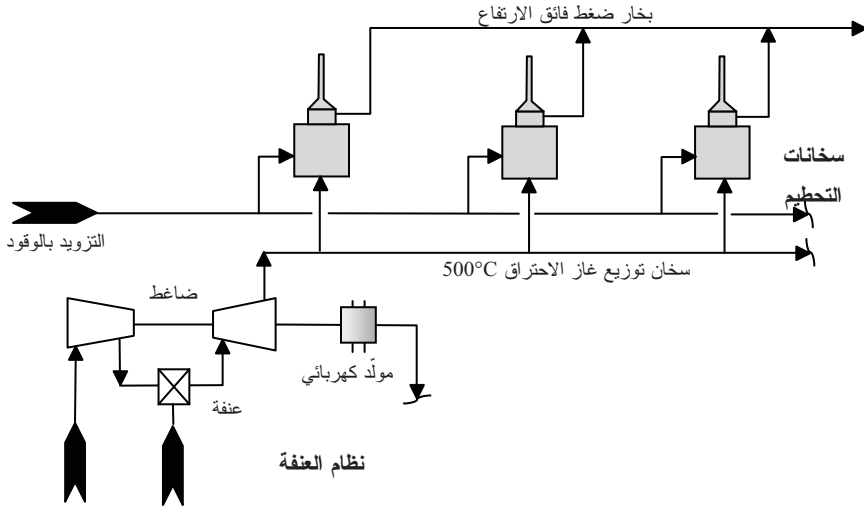 بخار ضغط فائق الارتفاع
سخانات
التحطيم
التزويد بالوقود
سخان توزيع غاز الاحتراق 500°C
ضاغط
مولّد كهربائي
عنفة
نظام العنفة